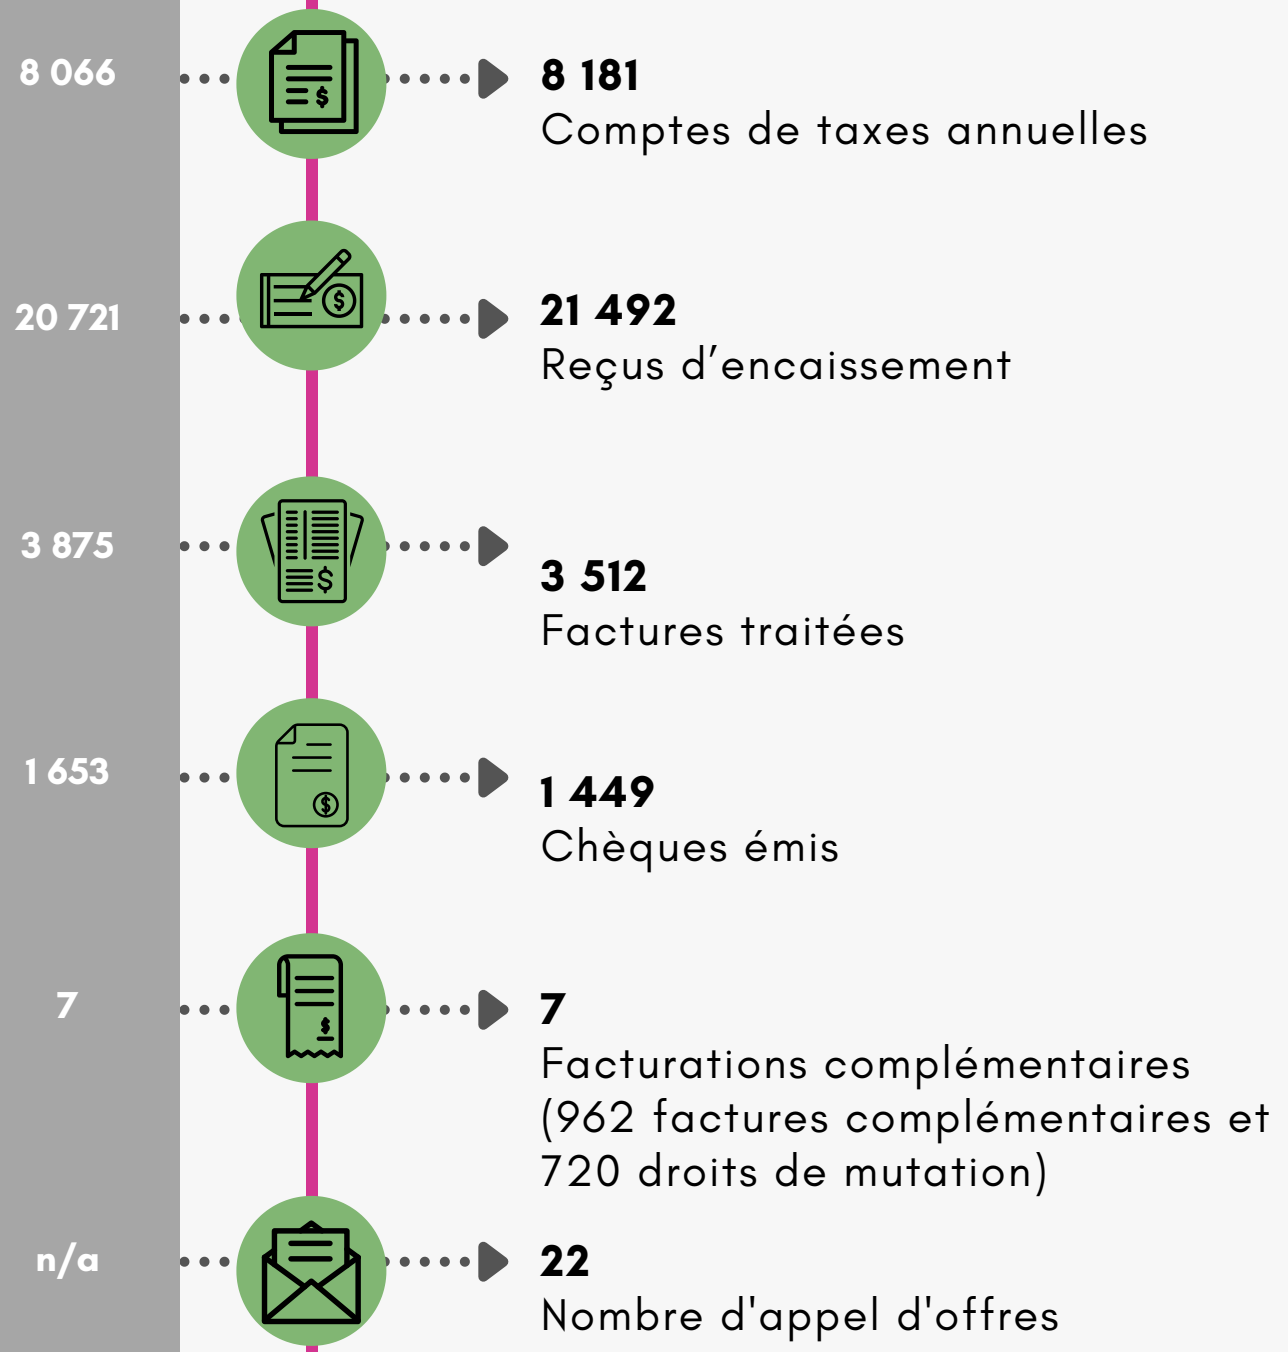 8 066
8 181
Comptes de taxes annuelles
20 721
21 492
Reçus d’encaissement
3 875
3 512
Factures traitées
1 653
1 449
Chèques émis
7
7
Facturations complémentaires
(962 factures complémentaires et
720 droits de mutation)
n/a
22
Nombre d'appel d'offres